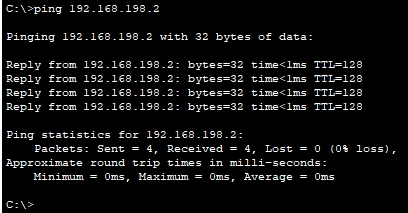 C:\>ping 192.168.198.2
Pinging 192.168.198.2 with 32 bytes of data:
Reply from 192.168.198.2: bytes=32 time<1ms TTL=128
Reply from 192.168.198.2: bytes=32 time<1ms TTL=128
Reply from 192.168.198.2: bytes=32 time<1ms TTL=128
Reply from 192.168.198.2: bytes=32 time<1ms TTL=128
Ping statistics for 192.168.198.2:
    Packets: Sent = 4, Received = 4, Lost = 0 (0% loss),
Approximate round trip times in milli-seconds:
    Minimum = 0ms, Maximum = 0ms, Average = 0ms
C:\>